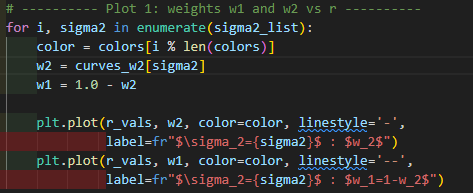 # ---------- Plot 1: weights w1 and w2 vs r ----------
for i, sigma2 in enumerate(sigma2_list):
    color = colors[i % len(colors)]
    w2 = curves_w2[sigma2]
    w1 = 1.0 - w2
    plt.plot(r_vals, w2, color=color, linestyle='-',
             label=fr"$\sigma_2={sigma2}$ : $w_2$")
    plt.plot(r_vals, w1, color=color, linestyle='--',
             label=fr"$\sigma_2={sigma2}$ : $w_1=1-w_2$")